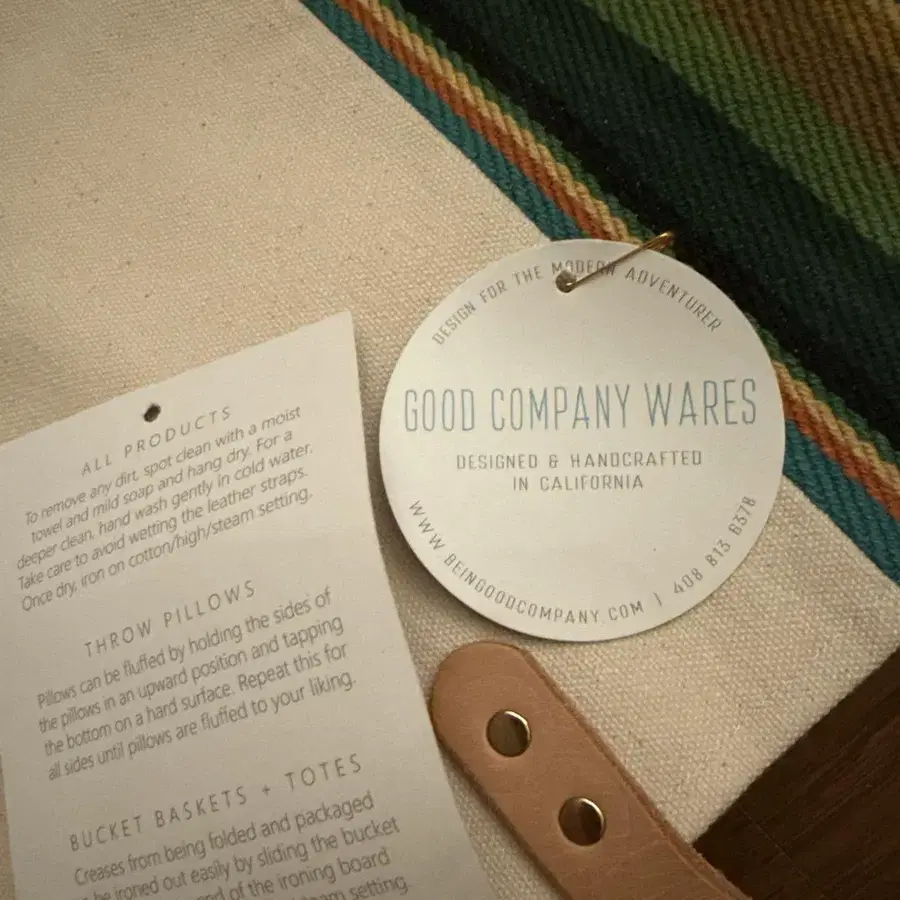 ALL PRODUCTS
To remove any dirt, spot clean with a moist
towel and mild soap and hang dry. For a
deeper clean, hand wash gently in cold water.
Take care to avoid wetting the leather straps.
Once dry, iron on cotton/high/steam setting.
THROW PILLOWS
Pillows can be fluffed by holding the sides of
the pillows in an upward position and tapping
the bottom on a hard surface. Repeat this for
all sides until pillows are fluffed to your liking.
BUCKET BASKETS + TOTES
Creases from being folded and packaged
be ironed out easily by sliding the bucket
of the ironing board
setting.
DESIGN FOR THE MODERN ADVENTURER
GOOD COMPANY WARES
DESIGNED & HANDCRAFTED
IN CALIFORNIA
WWW.BEINGOODCOMPANY.COM | 408 813 6378